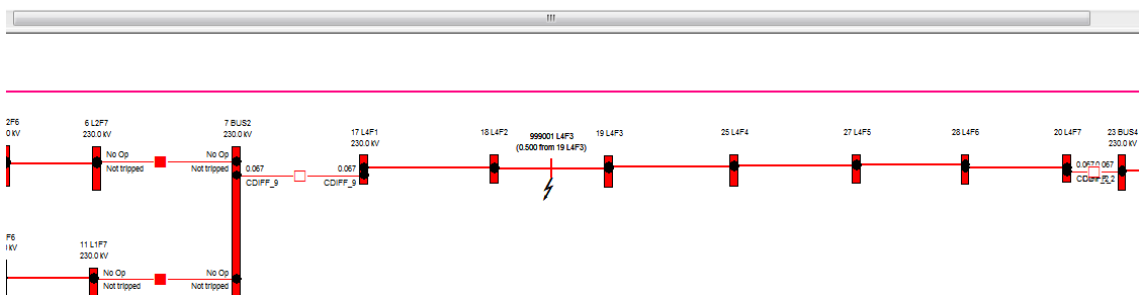 2F6
0 kV
6 L2F7
230.0 kV
No Op
Not tripped
No Op
Not tripped
7 BUS2
230.0 kV
0.067
CDIFF_9
0.067
CDIFF_9
17 L4F1
230.0 kV
18 L4F2
999001 L4F3
(0.500 from 19 L4F3)
19 L4F3
25 L4F4
27 L4F5
28 L4F6
20 L4F7
0.067
23 BUS4
230.0 kV
F6
kV
11 L1F7
230.0 kV
No Op
Not tripped
No Op
Not tripped